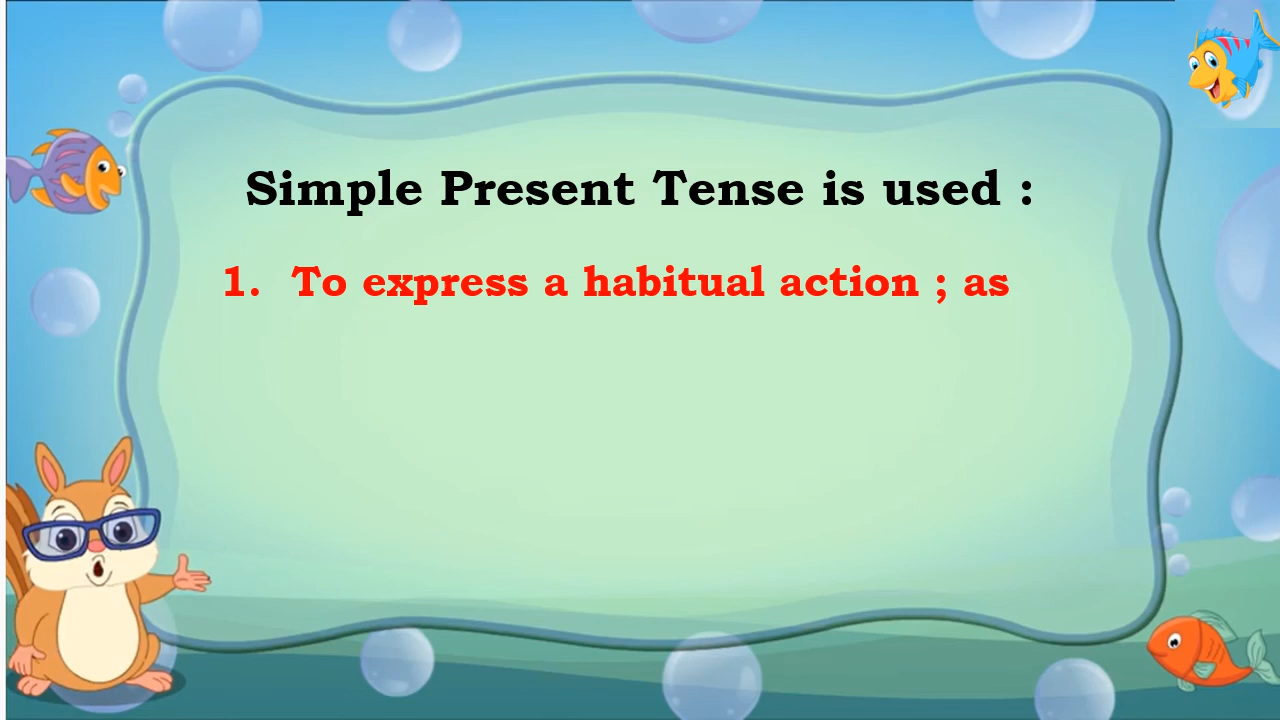 Simple Present Tense is used :
1. To express a habitual action ; as